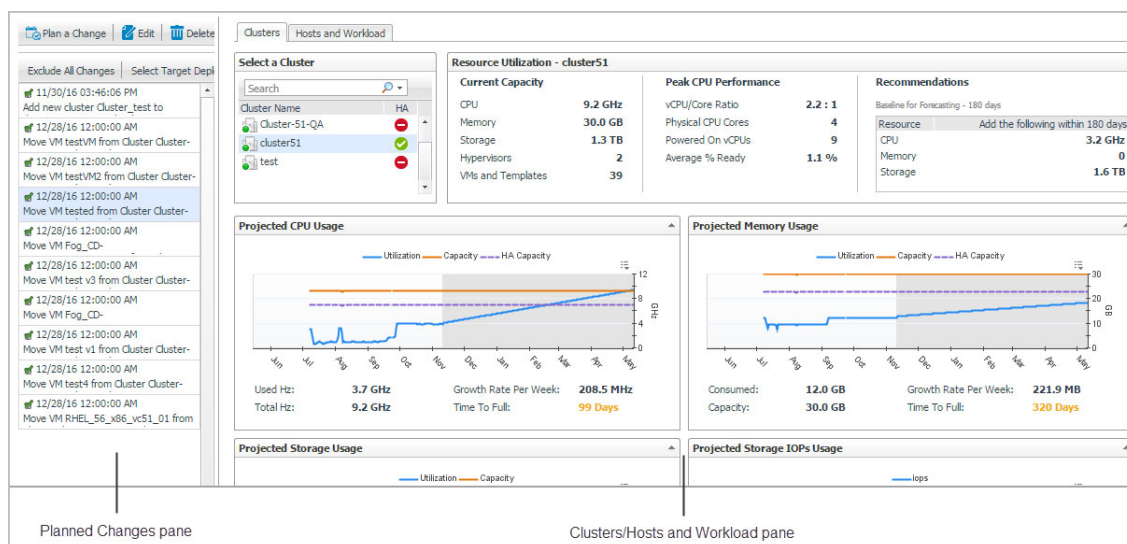 Plan a Change Edit Delete
Exclude All Changes Select Target Depl
11/30/16 03:46:06 PM
Add new cluster Cluster_test to
12/28/16 12:00:00 AM
Move VM testVM from Cluster Cluster-
12/28/16 12:00:00 AM
Move VM testVM2 from Cluster Cluster-
12/28/16 12:00:00 AM
Move VM tested from Cluster Cluster-
12/28/16 12:00:00 AM
Move VM Fog_CD-
12/28/16 12:00:00 AM
Move VM test v3 from Cluster Cluster-
12/28/16 12:00:00 AM
Move VM Fog_CD-
12/28/16 12:00:00 AM
Move VM test v1 from Cluster Cluster-
12/28/16 12:00:00 AM
Move VM test4 from Cluster Cluster-
12/28/16 12:00:00 AM
Move VM RHEL_56_x86_vc51_01 from
Clusters Hosts and Workload
Select a Cluster
Search
Cluster Name HA
Cluster-51-QA
cluster51
test
Resource Utilization - cluster51
Current Capacity
CPU 9.2 GHz
Memory 30.0 GB
Storage 1.3 TB
Hypervisors 2
VMs and Templates 39
Peak CPU Performance
vCPU/Core Ratio 2.2 : 1
Physical CPU Cores 4
Powered On vCPUs 9
Average % Ready 1.1 %
Recommendations
Baseline for Forecasting - 180 days
Resource Add the following within 180 days
CPU 3.2 GHz
Memory 0
Storage 1.6 TB
Projected CPU Usage
Utilization Capacity HA Capacity
12
8
4
0
GHz
Jun Jul Aug Sep Oct Nov Dec Jan Feb Mar Apr May
Used Hz: 3.7 GHz Growth Rate Per Week: 208.5 MHz
Total Hz: 9.2 GHz Time To Full: 99 Days
Projected Memory Usage
Utilization Capacity HA Capacity
30
20
10
0
GB
Jun Jul Aug Sep Oct Nov Dec Jan Feb Mar Apr May
Consumed: 12.0 GB Growth Rate Per Week: 221.9 MB
Capacity: 30.0 GB Time To Full: 320 Days
Projected Storage Usage
Utilization Capacity
Projected Storage IOPs Usage
iops
Planned Changes pane
Clusters/Hosts and Workload pane